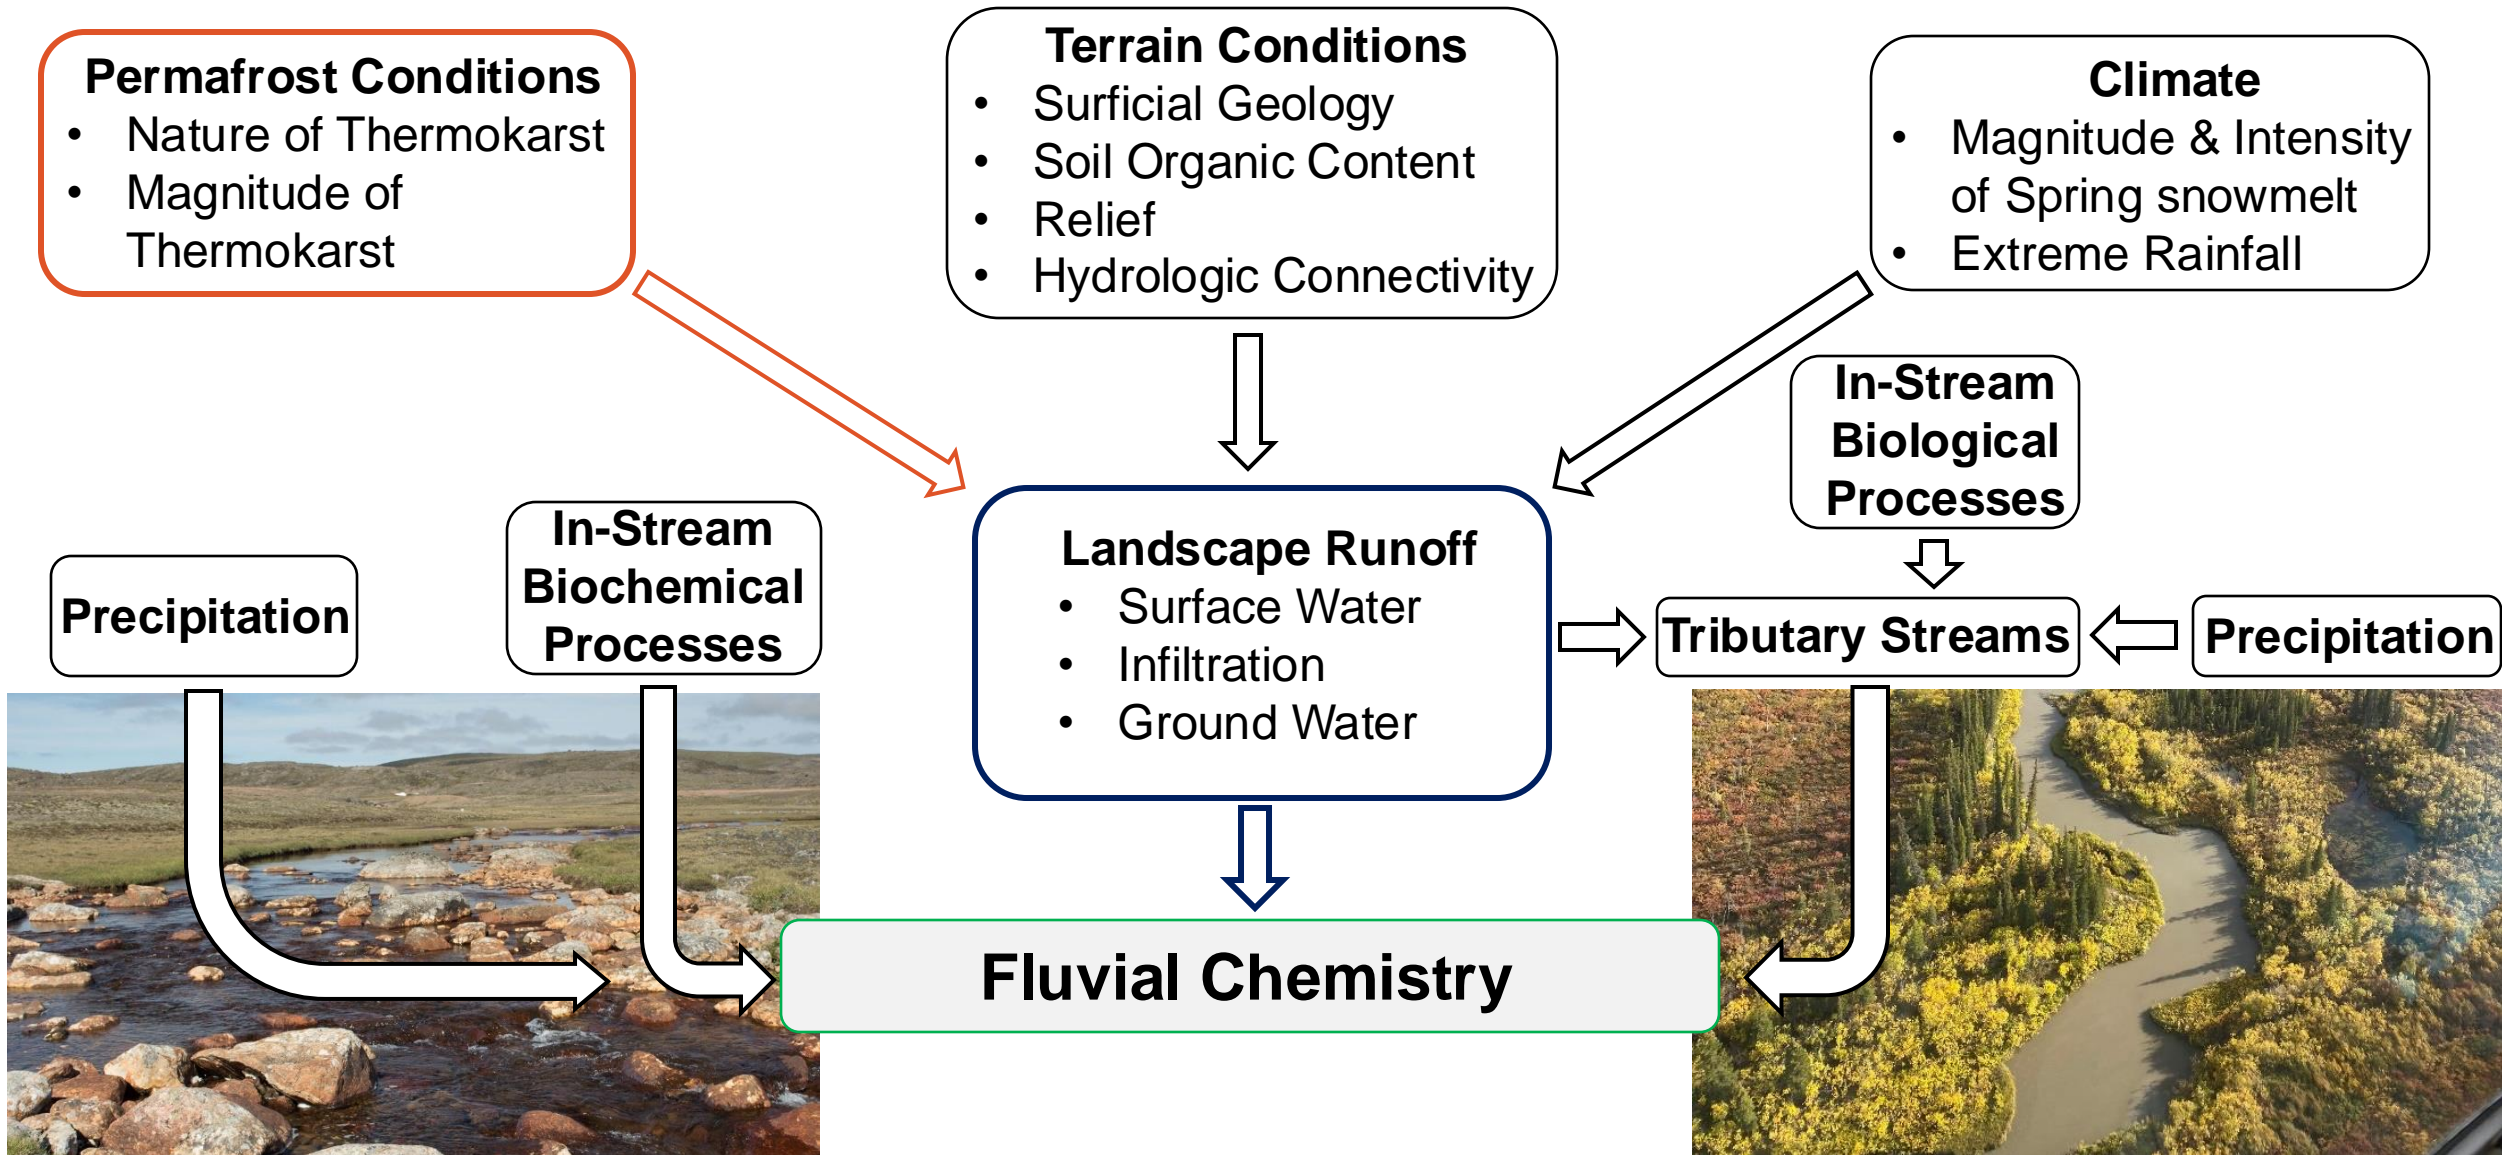 Permafrost Conditions
• Nature of Thermokarst
• Magnitude of
Thermokarst
Terrain Conditions
• Surficial Geology
• Soil Organic Content
• Relief
• Hydrologic Connectivity
Climate
• Magnitude & Intensity
of Spring snowmelt
• Extreme Rainfall
In-Stream
Biological
Processes
Precipitation
In-Stream
Biochemical
Processes
Landscape Runoff
• Surface Water
• Infiltration
• Ground Water
Tributary Streams
Precipitation
Fluvial Chemistry